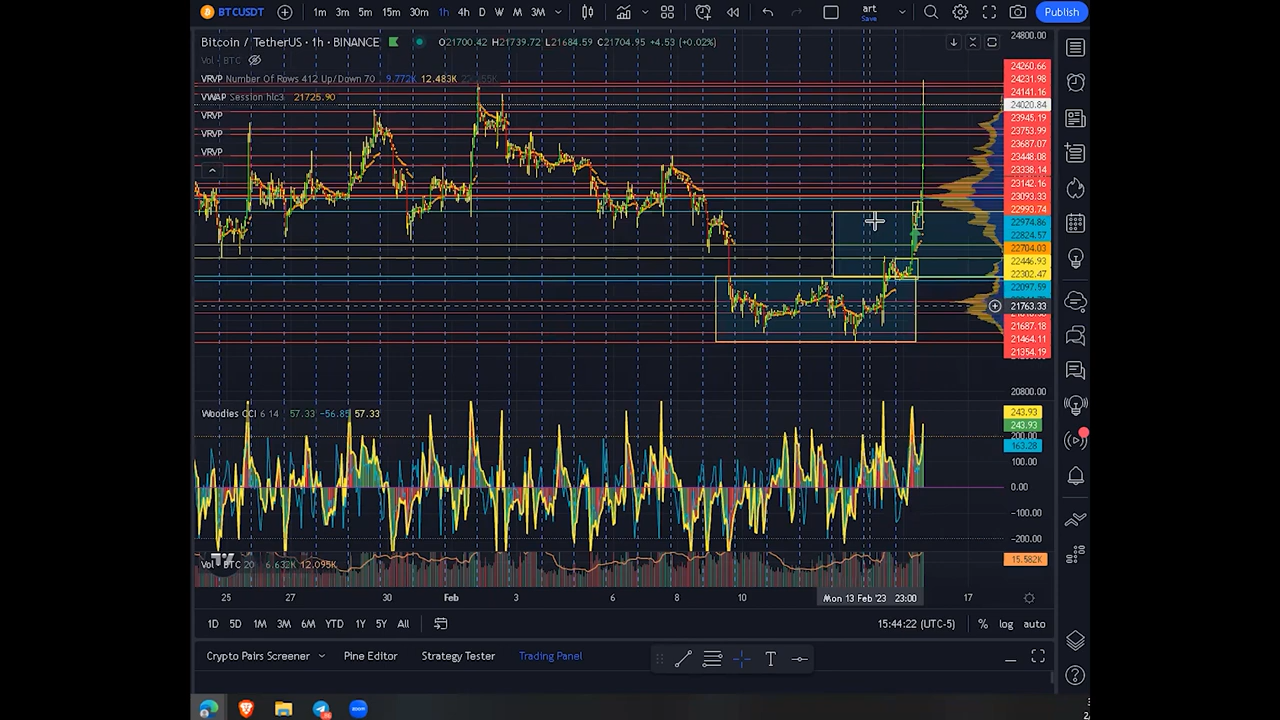 BTCUSDT 1m 3m 5m 15m 30m 1h 4h D W M 3M art Save Publish
Bitcoin / TetherUS · 1h · BINANCE O21700.42 H21739.72 L21684.59 C21704.95 +4.53 (+0.02%)
Vol · BTC
VRVP Number Of Rows 412 Up/Down 70 9.772K 12.483K
VWAP Session hlc3 21725.90
VRVP
VRVP
VRVP
24800.00
24260.66
24231.98
24141.16
24020.84
23945.19
23753.99
23687.07
23448.08
23338.14
23142.16
23093.33
22993.74
22974.86
22824.57
22704.03
22446.93
22302.47
22097.59
21763.33
21687.18
21464.11
21354.19
20800.00
Woodies CCI 6 14 57.33 -56.85 57.33
243.93
243.93
200.00
163.28
100.00
0.00
-100.00
-200.00
Vol · BTC 20 6.632K 12.095K
15.582K
25 27 30 Feb 3 6 8 10 Mon 13 Feb '23 23:00 17
1D 5D 1M 3M 6M YTD 1Y 5Y All 15:44:22 (UTC-5) % log auto
Crypto Pairs Screener Pine Editor Strategy Tester Trading Panel
zoom